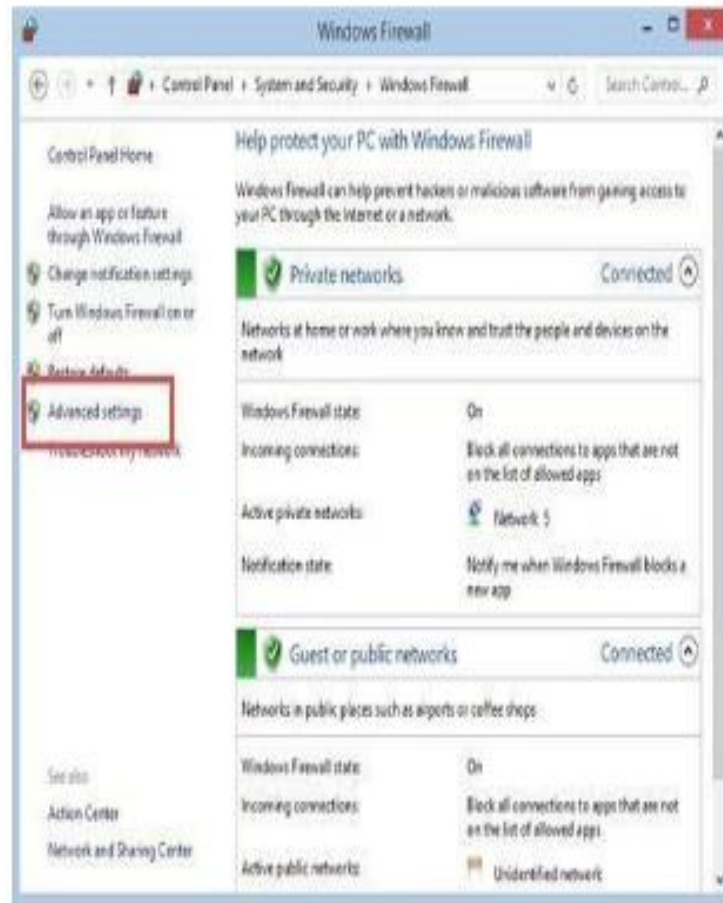 Windows Firewall
Control Panel
System and Security
Windows Firewall
Search Control...
Control Panel Home
Allow an app or feature
through Windows Firewall
Change notification settings
Turn Windows Firewall on or
off
Restore defaults
Advanced settings
Troubleshoot my network
See also
Action Center
Network and Sharing Center
Help protect your PC with Windows Firewall
Windows Firewall can help prevent hackers or malicious software from gaining access to
your PC through the Internet or a network.
Private networks
Connected
Networks at home or work where you know and trust the people and devices on the
network
Windows Firewall state:
On
Incoming connections:
Block all connections to apps that are not
on the list of allowed apps
Active private networks:
Network 5
Notification state:
Notify me when Windows Firewall blocks a
new app
Guest or public networks
Connected
Networks in public places such as airports or coffee shops
Windows Firewall state:
On
Incoming connections:
Block all connections to apps that are not
on the list of allowed apps
Active public networks:
Unidentified network